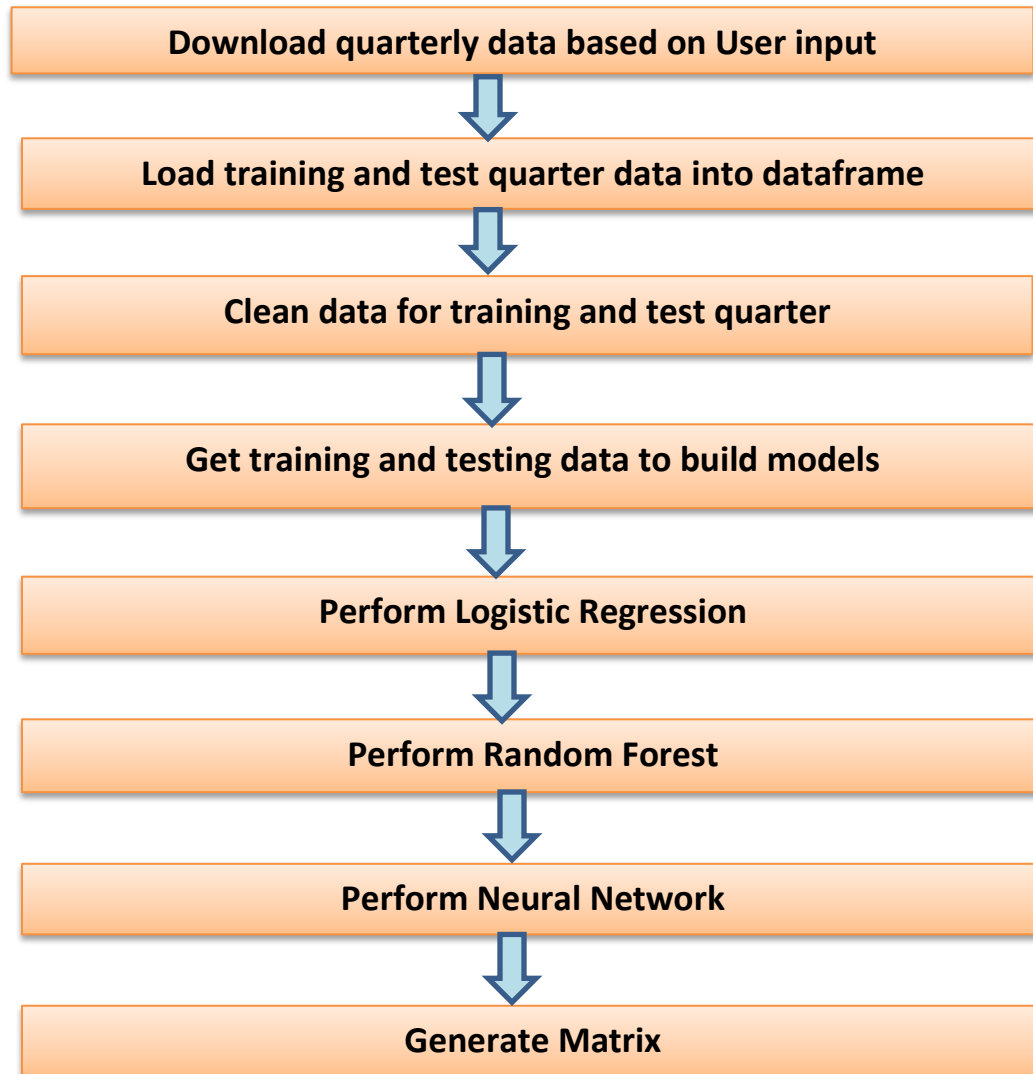 Download quarterly data based on User input
Load training and test quarter data into dataframe
Clean data for training and test quarter
Get training and testing data to build models
Perform Logistic Regression
Perform Random Forest
Perform Neural Network
Generate Matrix